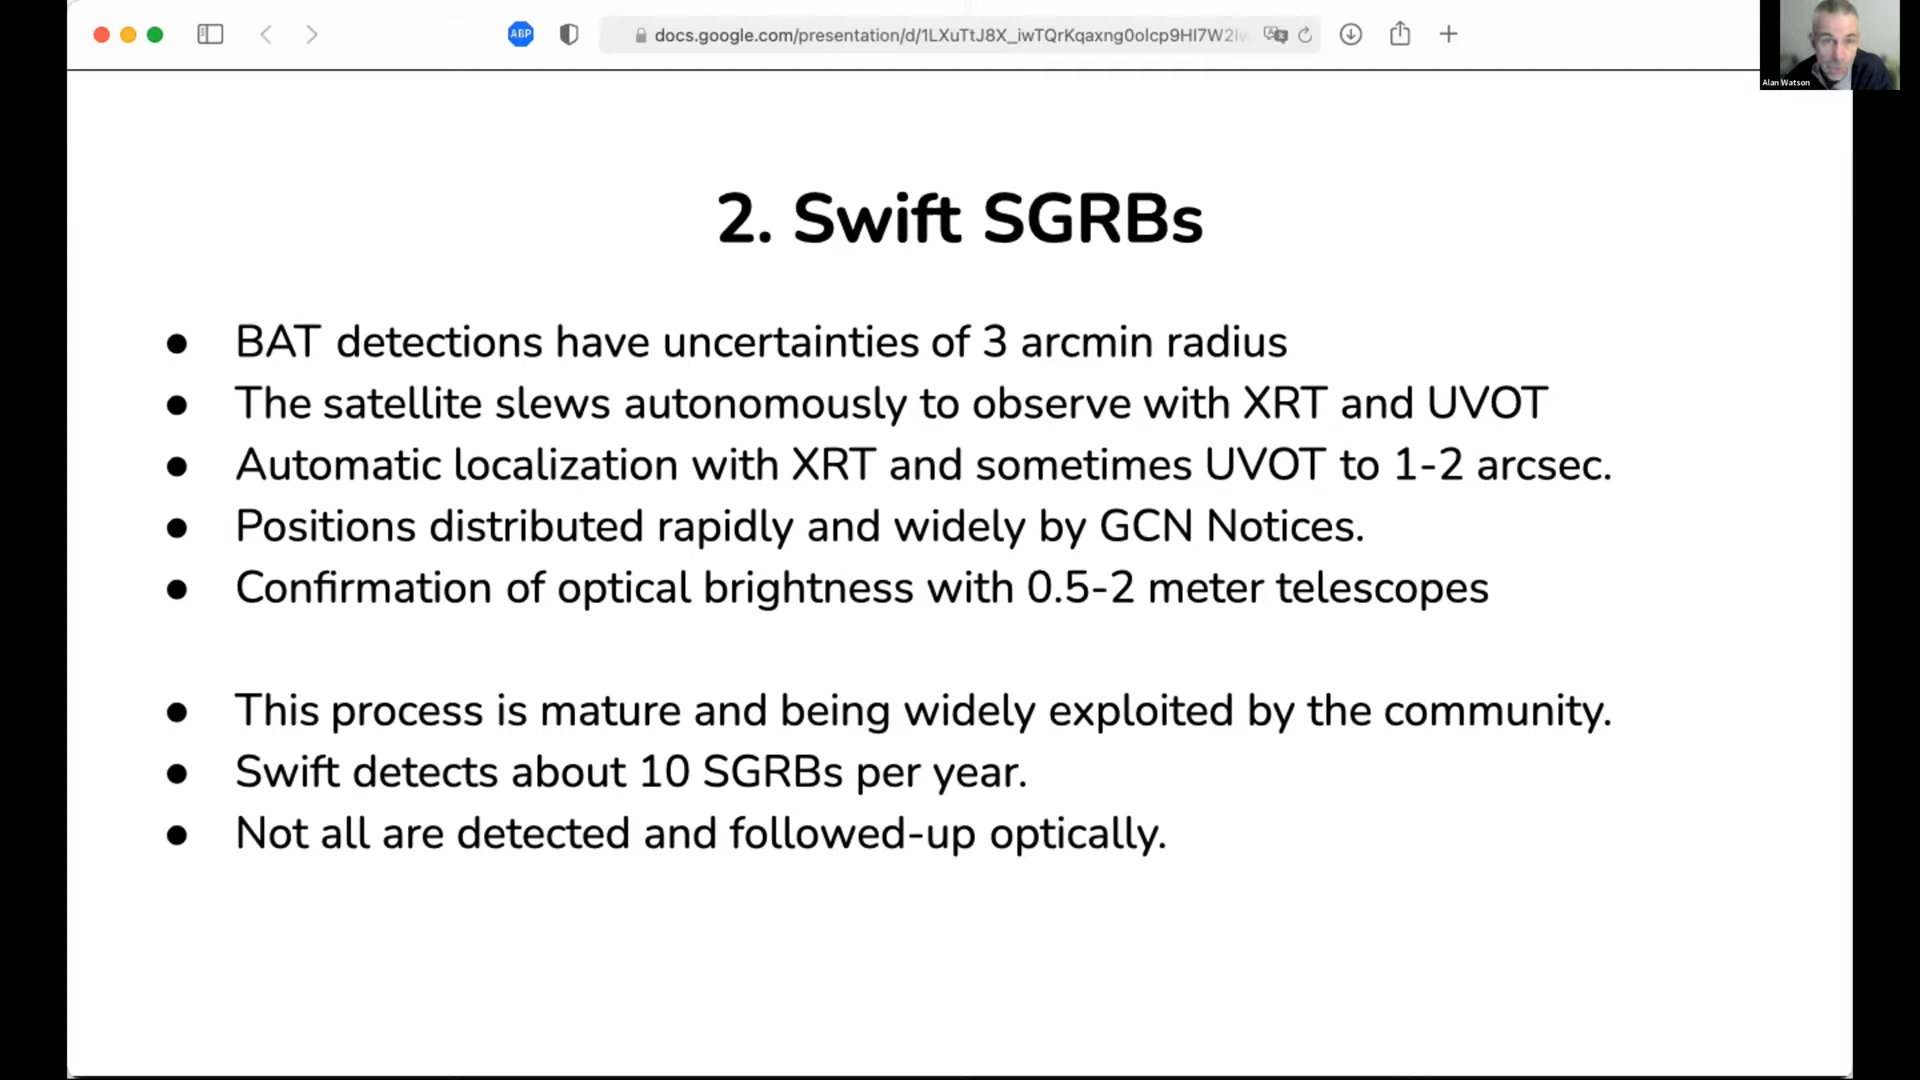 ABP
docs.google.com/presentation/d/1LXuTtJ8X_iwTQrKqaxng0olcp9HI7W2l
Alan Watson
2. Swift SGRBs
● BAT detections have uncertainties of 3 arcmin radius
● The satellite slews autonomously to observe with XRT and UVOT
● Automatic localization with XRT and sometimes UVOT to 1-2 arcsec.
● Positions distributed rapidly and widely by GCN Notices.
● Confirmation of optical brightness with 0.5-2 meter telescopes
● This process is mature and being widely exploited by the community.
● Swift detects about 10 SGRBs per year.
● Not all are detected and followed-up optically.